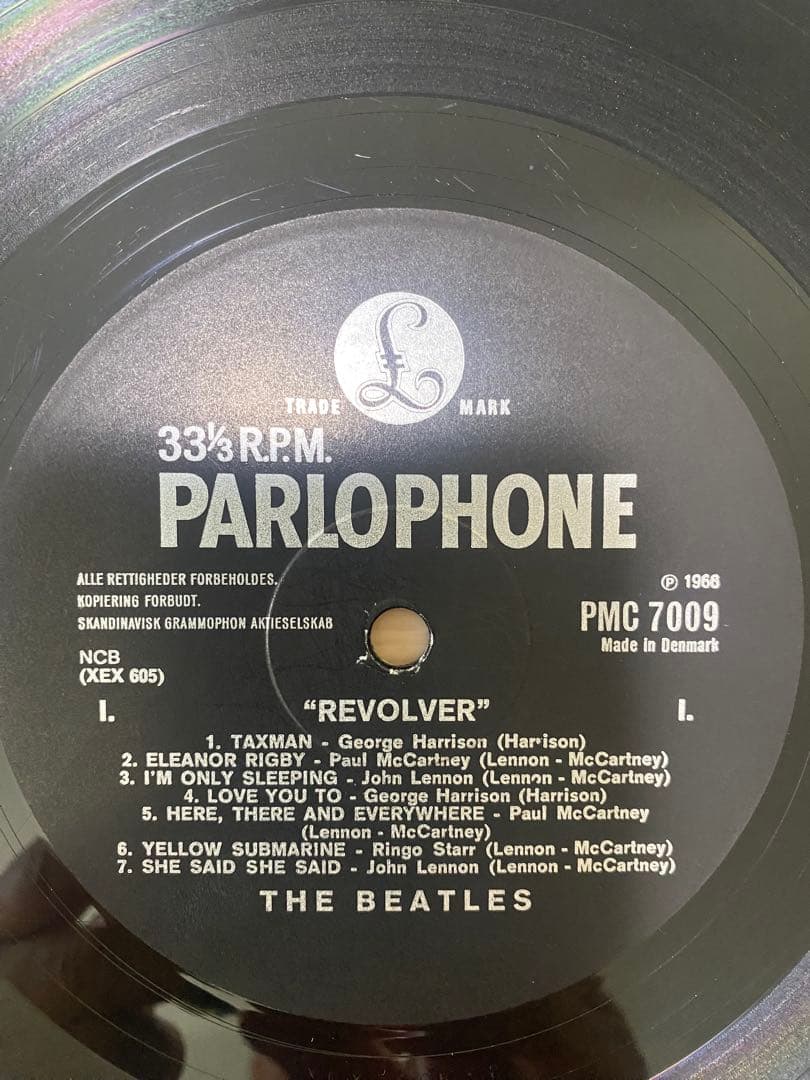 £
TRADE MARK
33⅓ R.P.M.
PARLOPHONE
ALLE RETTIGHEDER FORBEHOLDES.
KOPIERING FORBUDT.
SKANDINAVISK GRAMMOPHON AKTIESELSKAB
℗ 1966
PMC 7009
Made in Denmark
NCB
(XEX 605)
I. "REVOLVER" I.
1. TAXMAN - George Harrison (Harrison)
2. ELEANOR RIGBY - Paul McCartney (Lennon - McCartney)
3. I'M ONLY SLEEPING - John Lennon (Lennon - McCartney)
4. LOVE YOU TO - George Harrison (Harrison)
5. HERE, THERE AND EVERYWHERE - Paul McCartney
(Lennon - McCartney)
6. YELLOW SUBMARINE - Ringo Starr (Lennon - McCartney)
7. SHE SAID SHE SAID - John Lennon (Lennon - McCartney)
THE BEATLES